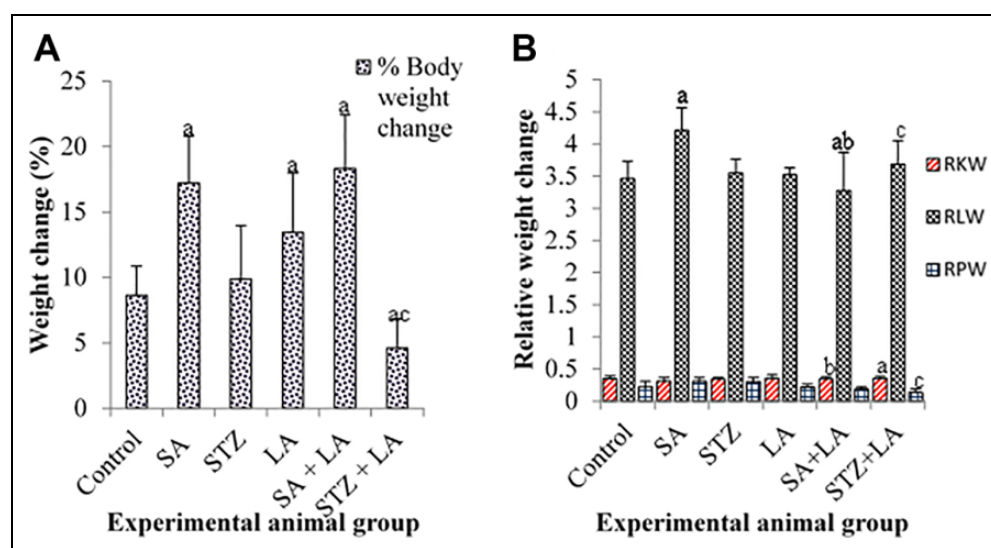 A
% Body
weight
change
25
20
15
10
5
0
a
a
a
ac
Weight change (%)
Control
SA
STZ
LA
SA + LA
STZ + LA
Experimental animal group
B
5
4.5
4
3.5
3
2.5
2
1.5
1
0.5
0
a
ab
c
b
a
c
Relative weight change
RKW
RLW
RPW
Control
SA
STZ
LA
SA+LA
STZ+LA
Experimental animal group